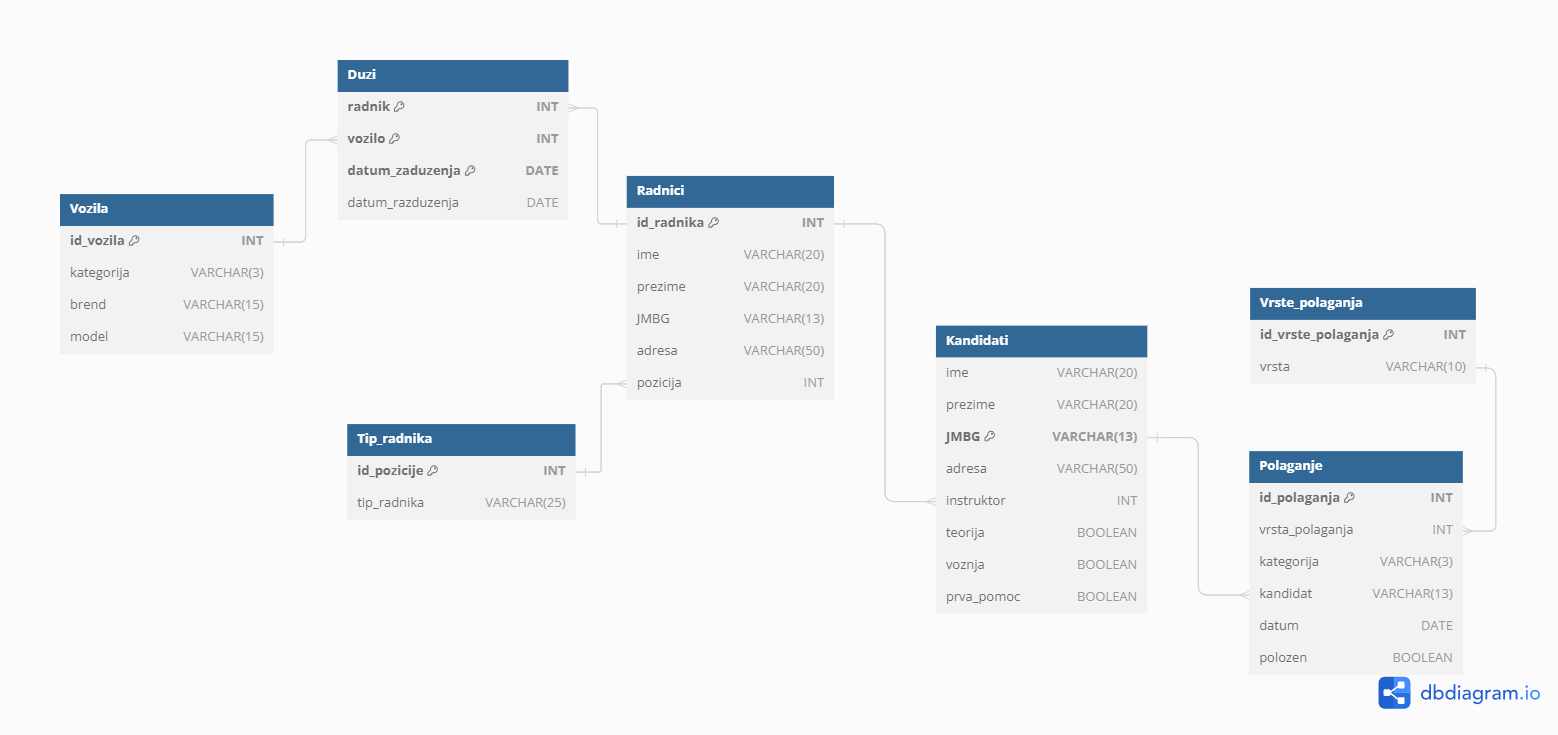 Duzi
radnik INT
vozilo INT
datum_zaduzenja DATE
datum_razduzenja DATE
Vozila
id_vozila INT
kategorija VARCHAR(3)
brend VARCHAR(15)
model VARCHAR(15)
Radnici
id_radnika INT
ime VARCHAR(20)
prezime VARCHAR(20)
JMBG VARCHAR(13)
adresa VARCHAR(50)
pozicija INT
Tip_radnika
id_pozicije INT
tip_radnika VARCHAR(25)
Kandidati
ime VARCHAR(20)
prezime VARCHAR(20)
JMBG VARCHAR(13)
adresa VARCHAR(50)
instruktor INT
teorija BOOLEAN
voznja BOOLEAN
prva_pomoc BOOLEAN
Vrste_polaganja
id_vrste_polaganja INT
vrsta VARCHAR(10)
Polaganje
id_polaganja INT
vrsta_polaganja INT
kategorija VARCHAR(3)
kandidat VARCHAR(13)
datum DATE
polozen BOOLEAN
dbdiagram.io